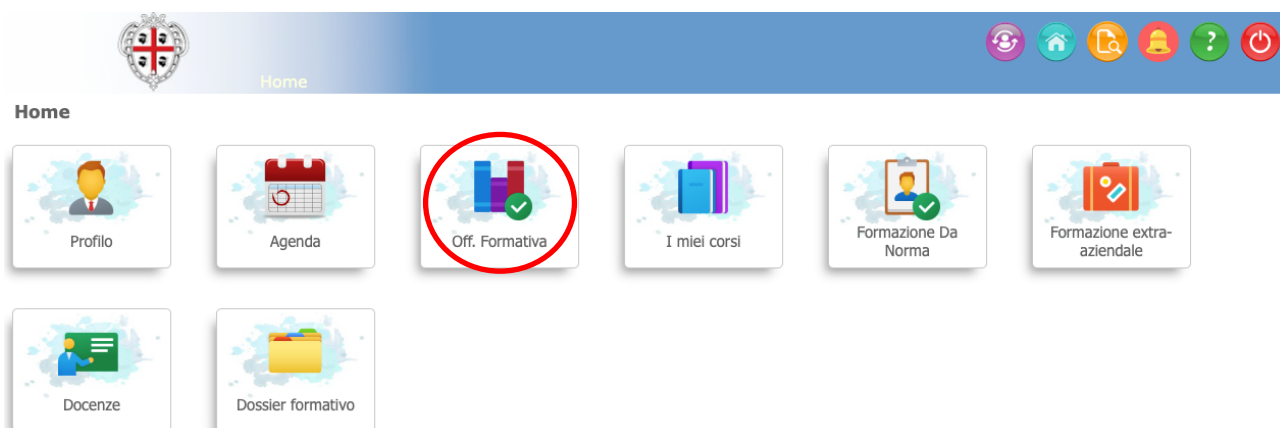 Home
Home
Profilo
Agenda
Off. Formativa
I miei corsi
Formazione Da
Norma
Formazione extra-
aziendale
Docenze
Dossier formativo